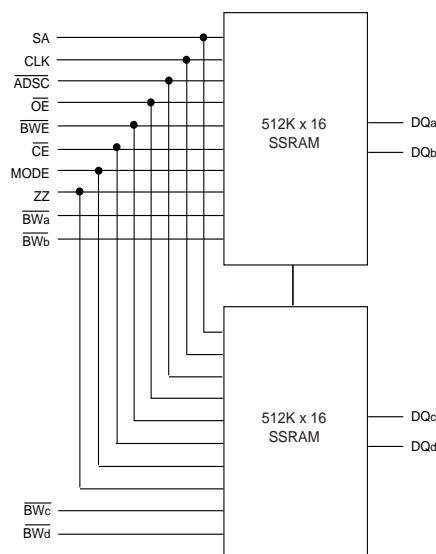 SA
CLK
ADSC
OE
BWE
CE
MODE
ZZ
BWa
BWb
512K x 16
SSRAM
DQa
DQb
512K x 16
SSRAM
DQc
DQd
BWc
BWd